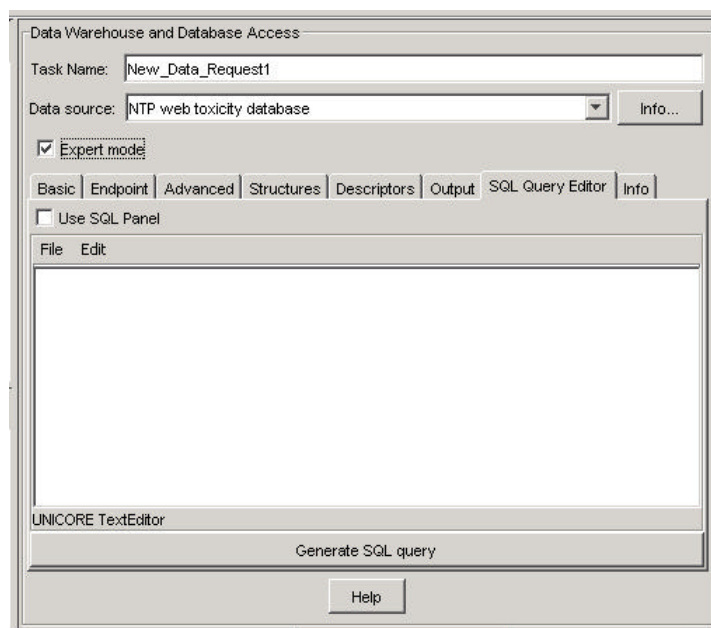 Data Warehouse and Database Access
Task Name: New_Data_Request1
Data source: NTP web toxicity database Info...
Expert mode
Basic Endpoint Advanced Structures Descriptors Output SQL Query Editor Info
Use SQL Panel
File Edit
UNICORE TextEditor
Generate SQL query
Help